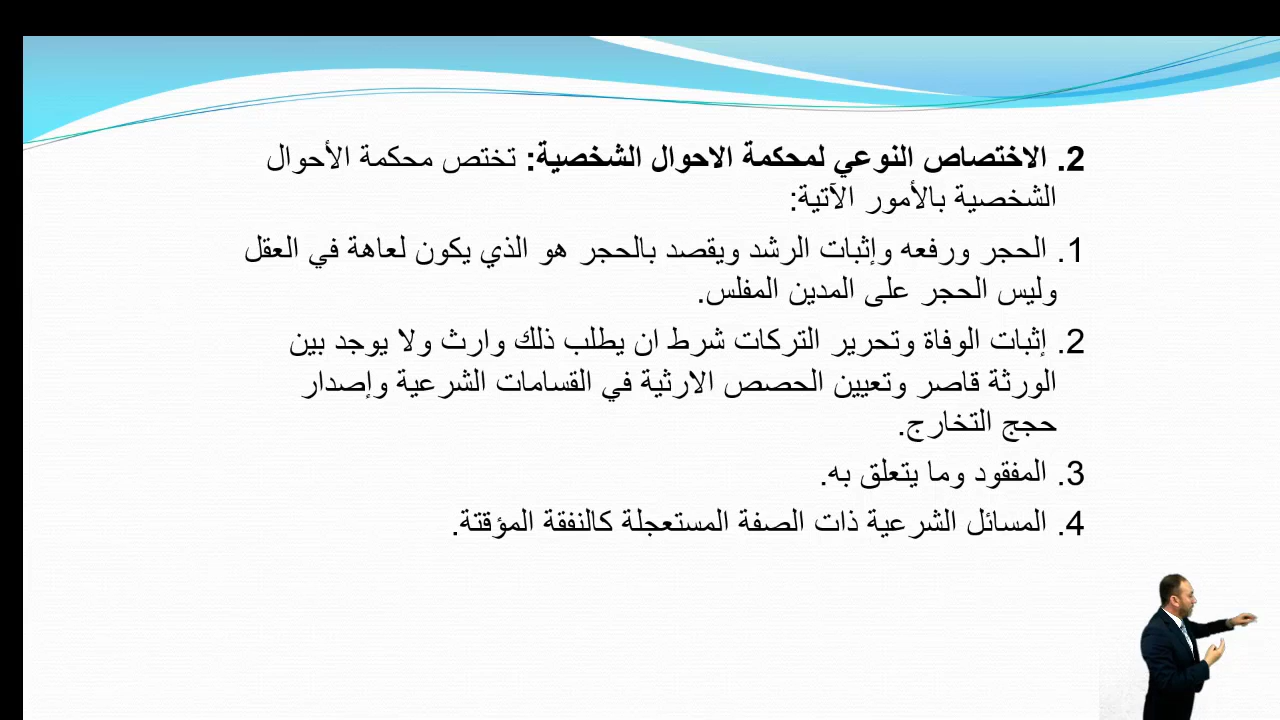 2. الاختصاص النوعي لمحكمة الاحوال الشخصية: تختص محكمة الأحوال
الشخصية بالأمور الآتية:
1. الحجر ورفعه وإثبات الرشد ويقصد بالحجر هو الذي يكون لعاهة في العقل
وليس الحجر على المدين المفلس.
2. إثبات الوفاة وتحرير التركات شرط ان يطلب ذلك وارث ولا يوجد بين
الورثة قاصر وتعيين الحصص الارثية في القسامات الشرعية وإصدار
حجج التخارج.
3. المفقود وما يتعلق به.
4. المسائل الشرعية ذات الصفة المستعجلة كالنفقة المؤقتة.